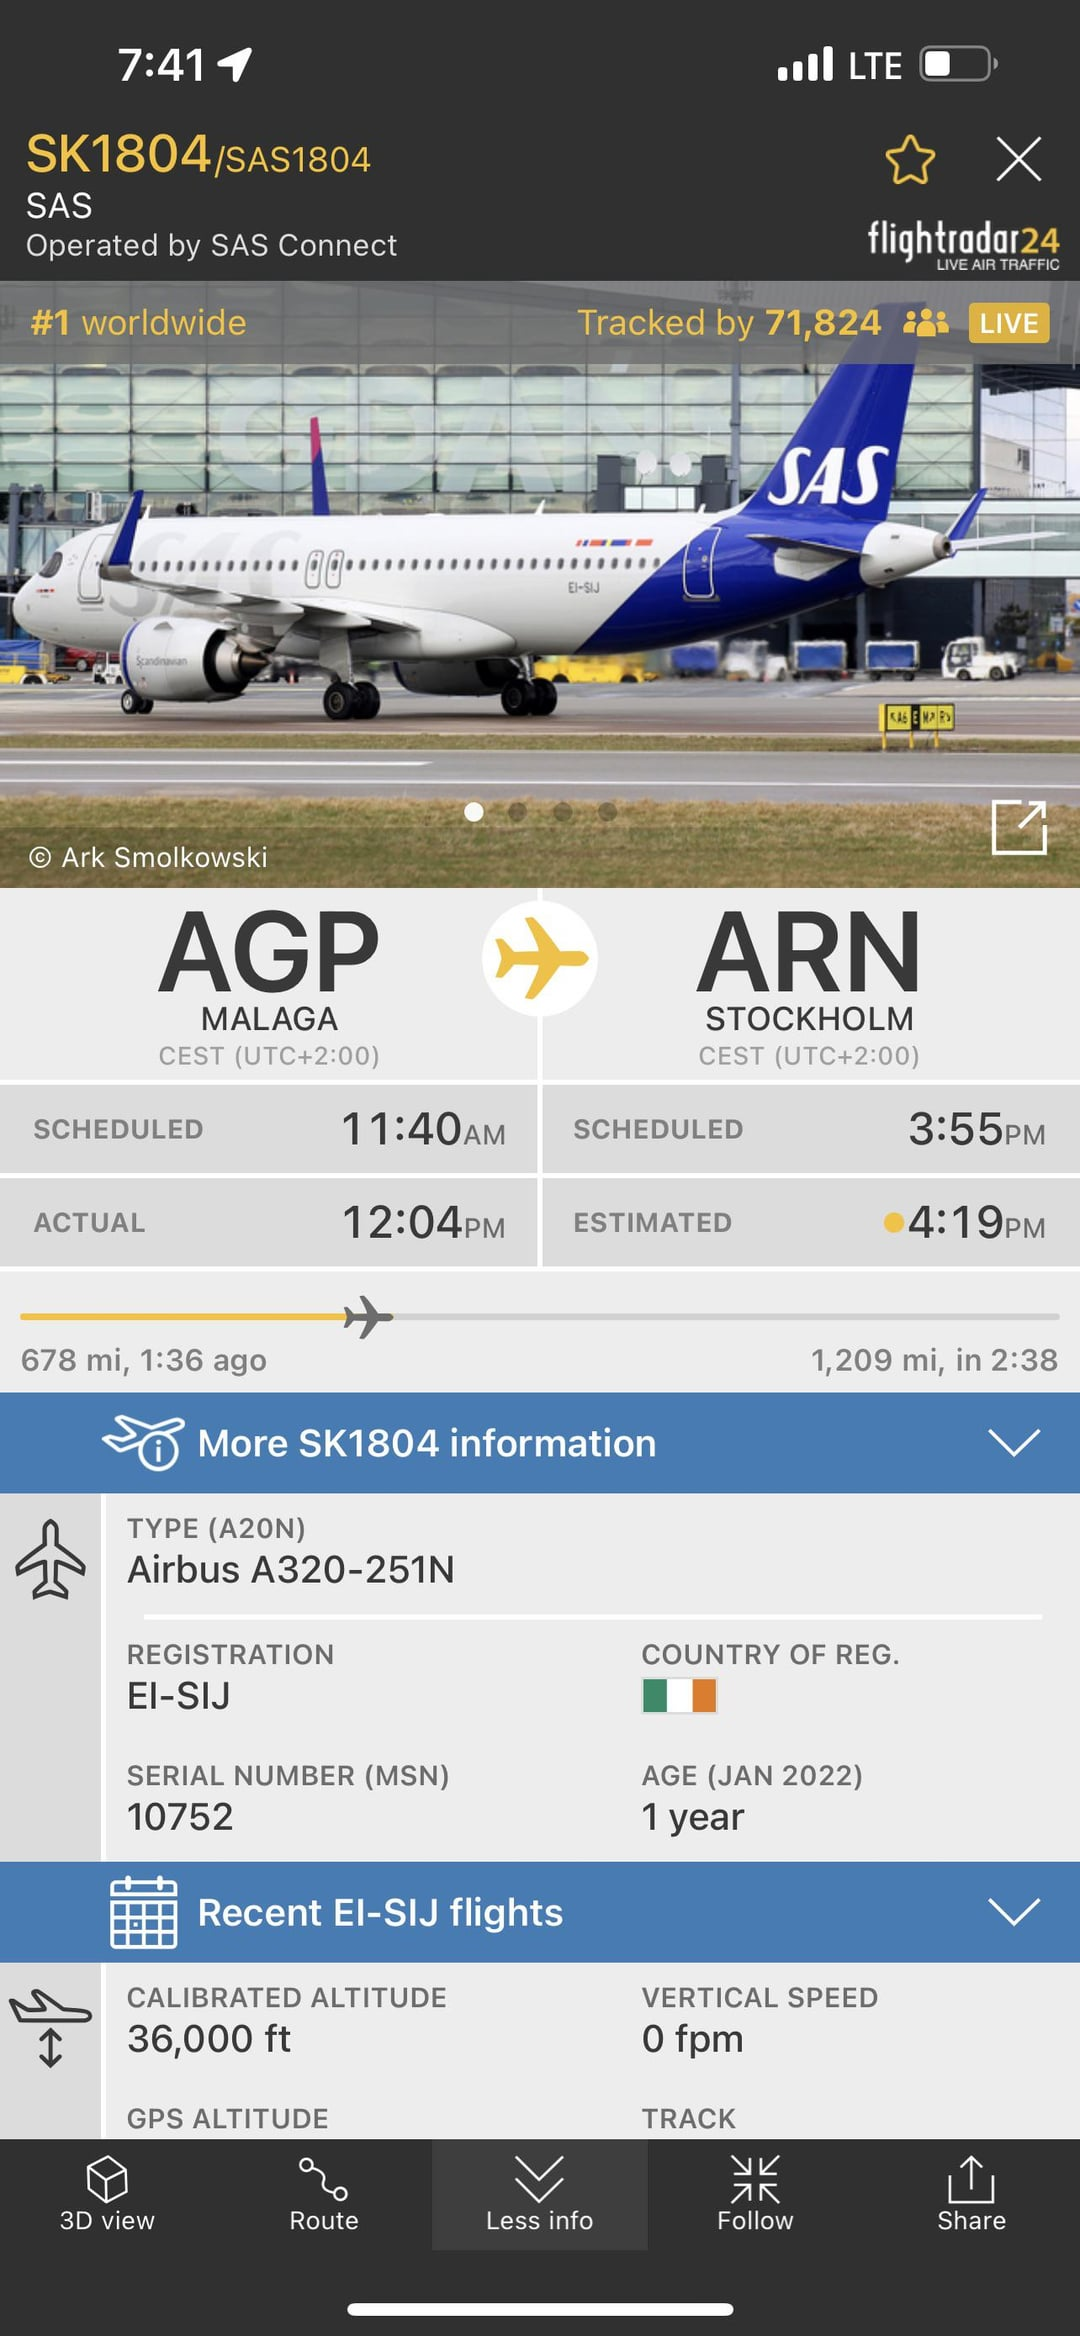 7:41
LTE
SK1804/SAS1804
SAS
Operated by SAS Connect
flightradar24
LIVE AIR TRAFFIC
#1 worldwide
Tracked by 71,824
LIVE
SAS
EI-SIJ
Scandinavian
© Ark Smolkowski
AGP
MALAGA
CEST (UTC+2:00)
ARN
STOCKHOLM
CEST (UTC+2:00)
SCHEDULED 11:40AM
SCHEDULED 3:55PM
ACTUAL 12:04PM
ESTIMATED 4:19PM
678 mi, 1:36 ago
1,209 mi, in 2:38
More SK1804 information
TYPE (A20N)
Airbus A320-251N
REGISTRATION
EI-SIJ
COUNTRY OF REG.
SERIAL NUMBER (MSN)
10752
AGE (JAN 2022)
1 year
Recent EI-SIJ flights
CALIBRATED ALTITUDE
36,000 ft
VERTICAL SPEED
0 fpm
GPS ALTITUDE
TRACK
3D view
Route
Less info
Follow
Share